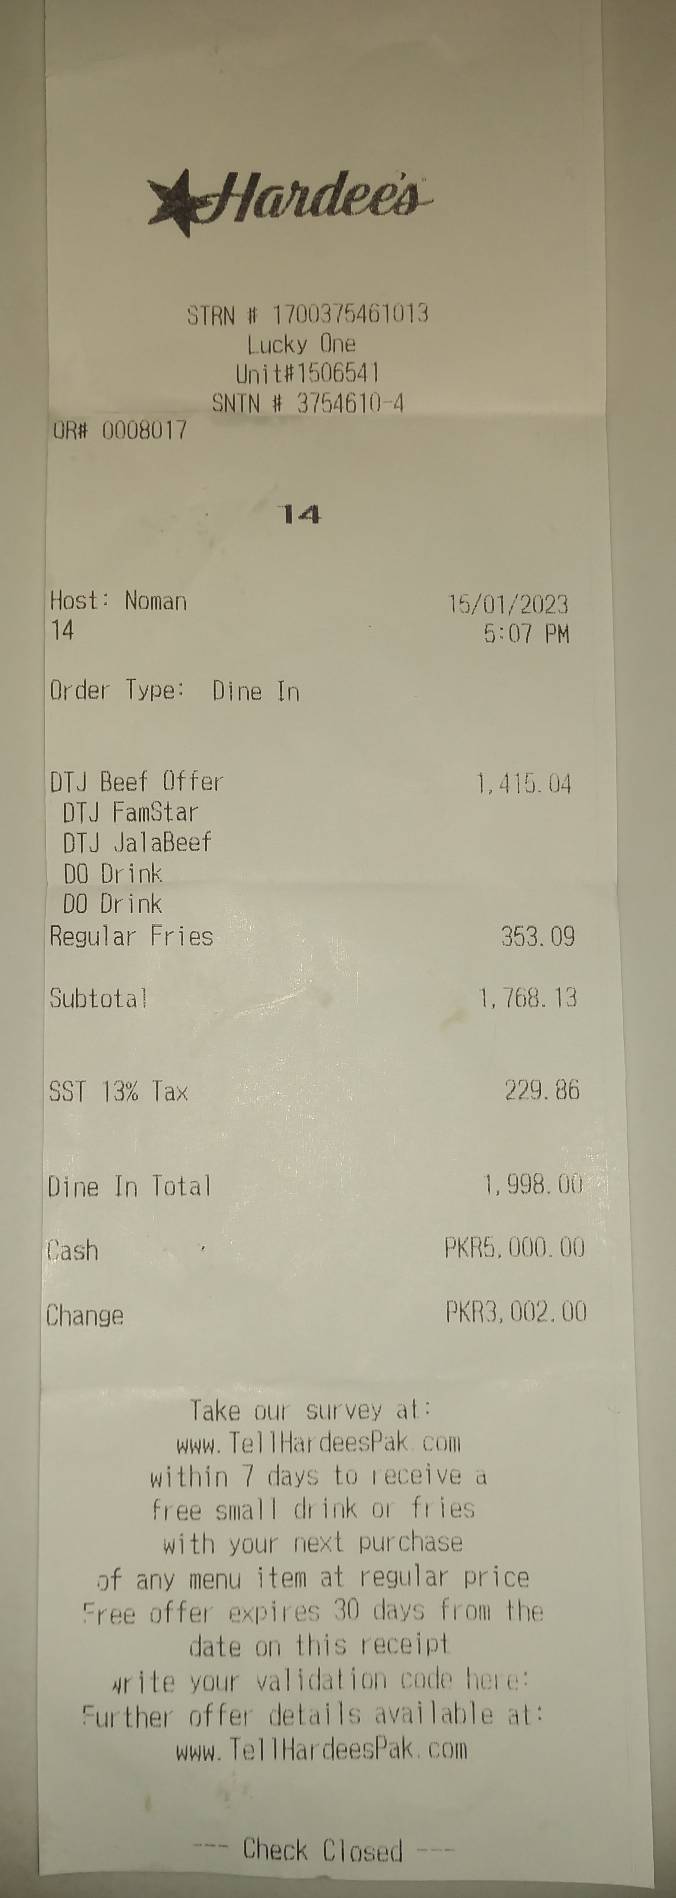 Hardee's
STRN # 1700375461013
Lucky One
Unit#1506541
SNTN # 3754610-4
OR# 0008017
14
Host: Noman 15/01/2023
14 5:07 PM
Order Type: Dine In
DTJ Beef Offer 1,415.04
DTJ FamStar
DTJ JalaBeef
DO Drink
DO Drink
Regular Fries 353.09
Subtotal 1,768.13
SST 13% Tax 229.86
Dine In Total 1,998.00
Cash PKR5,000.00
Change PKR3,002.00
Take our survey at:
www.TellHardeesPak.com
within 7 days to receive a
free small drink or fries
with your next purchase
of any menu item at regular price
Free offer expires 30 days from the
date on this receipt
write your validation code here:
Further offer details available at:
www.TellHardeesPak.com
--- Check Closed ---